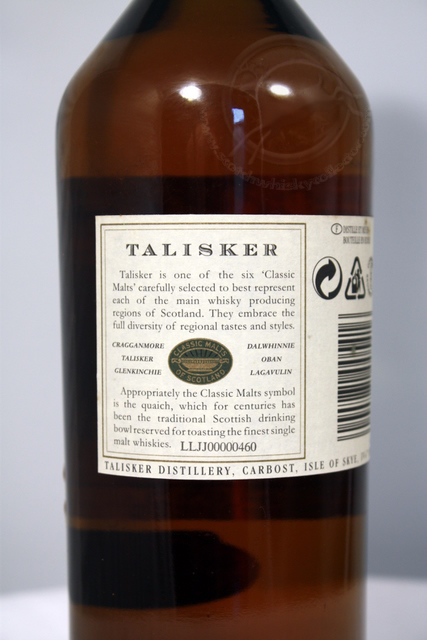 TALISKER
Talisker is one of the six 'Classic
Malts' carefully selected to best represent
each of the main whisky producing
regions of Scotland. They embrace the
full diversity of regional tastes and styles.
CRAGGANMORE
TALISKER
GLENKINCHIE
CLASSIC MALTS
OF SCOTLAND
DALWHINNIE
OBAN
LAGAVULIN
Appropriately the Classic Malts symbol
is the quaich, which for centuries has
been the traditional Scottish drinking
bowl reserved for toasting the finest single
malt whiskies. LLJJ00000460
TALISKER DISTILLERY, CARBOST, ISLE OF SKYE,